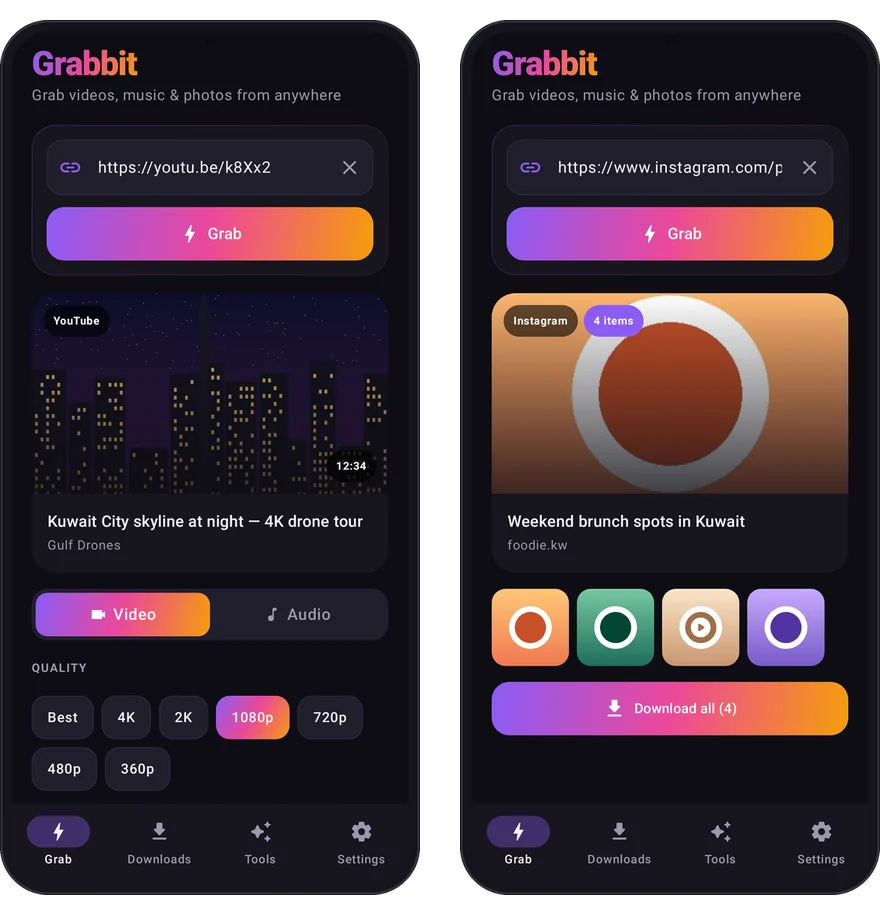 Grabbit
Grab videos, music & photos from anywhere
https://youtu.be/k8Xx2
Grab
YouTube
12:34
Kuwait City skyline at night — 4K drone tour
Gulf Drones
Video
Audio
QUALITY
Best
4K
2K
1080p
720p
480p
360p
Grab
Downloads
Tools
Settings
Grabbit
Grab videos, music & photos from anywhere
https://www.instagram.com/p
Grab
Instagram
4 items
Weekend brunch spots in Kuwait
foodie.kw
Download all (4)
Grab
Downloads
Tools
Settings